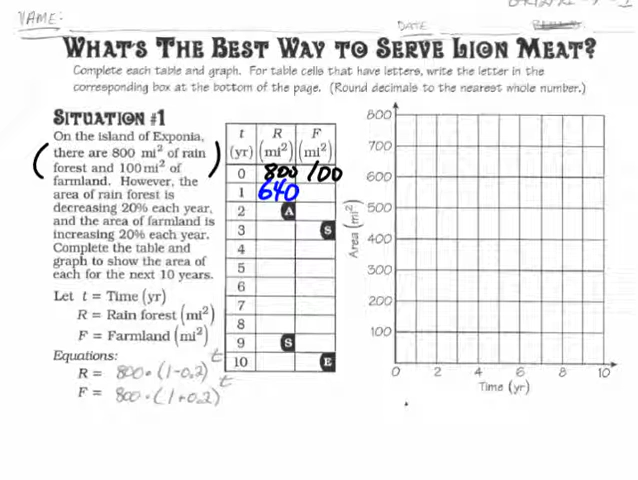 NAME:
DATE
WHAT'S THE BEST WAY TO SERVE LION MEAT?
Complete each table and graph. For table cells that have letters, write the letter in the
corresponding box at the bottom of the page. (Round decimals to the nearest whole number.)
SITUATION #1
On the island of Exponia,
(there are 800 mi² of rain
forest and 100 mi² of)
farmland. However, the
area of rain forest is
decreasing 20% each year,
and the area of farmland is
increasing 20% each year.
Complete the table and
graph to show the area of
each for the next 10 years.
Let t = Time (yr)
R = Rain forest (mi²)
F = Farmland (mi²)
Equations:
R = 800 · (1-0.2)^t
F = 800 · (1+0.2)^t
t R F
(yr) (mi²) (mi²)
0 800 100
1 640
2 A
3 S
4
5
6
7
8
9 S
10 E
800
700
600
500
400
300
200
100
Area (mi²)
0 2 4 6 8 10
Time (yr)